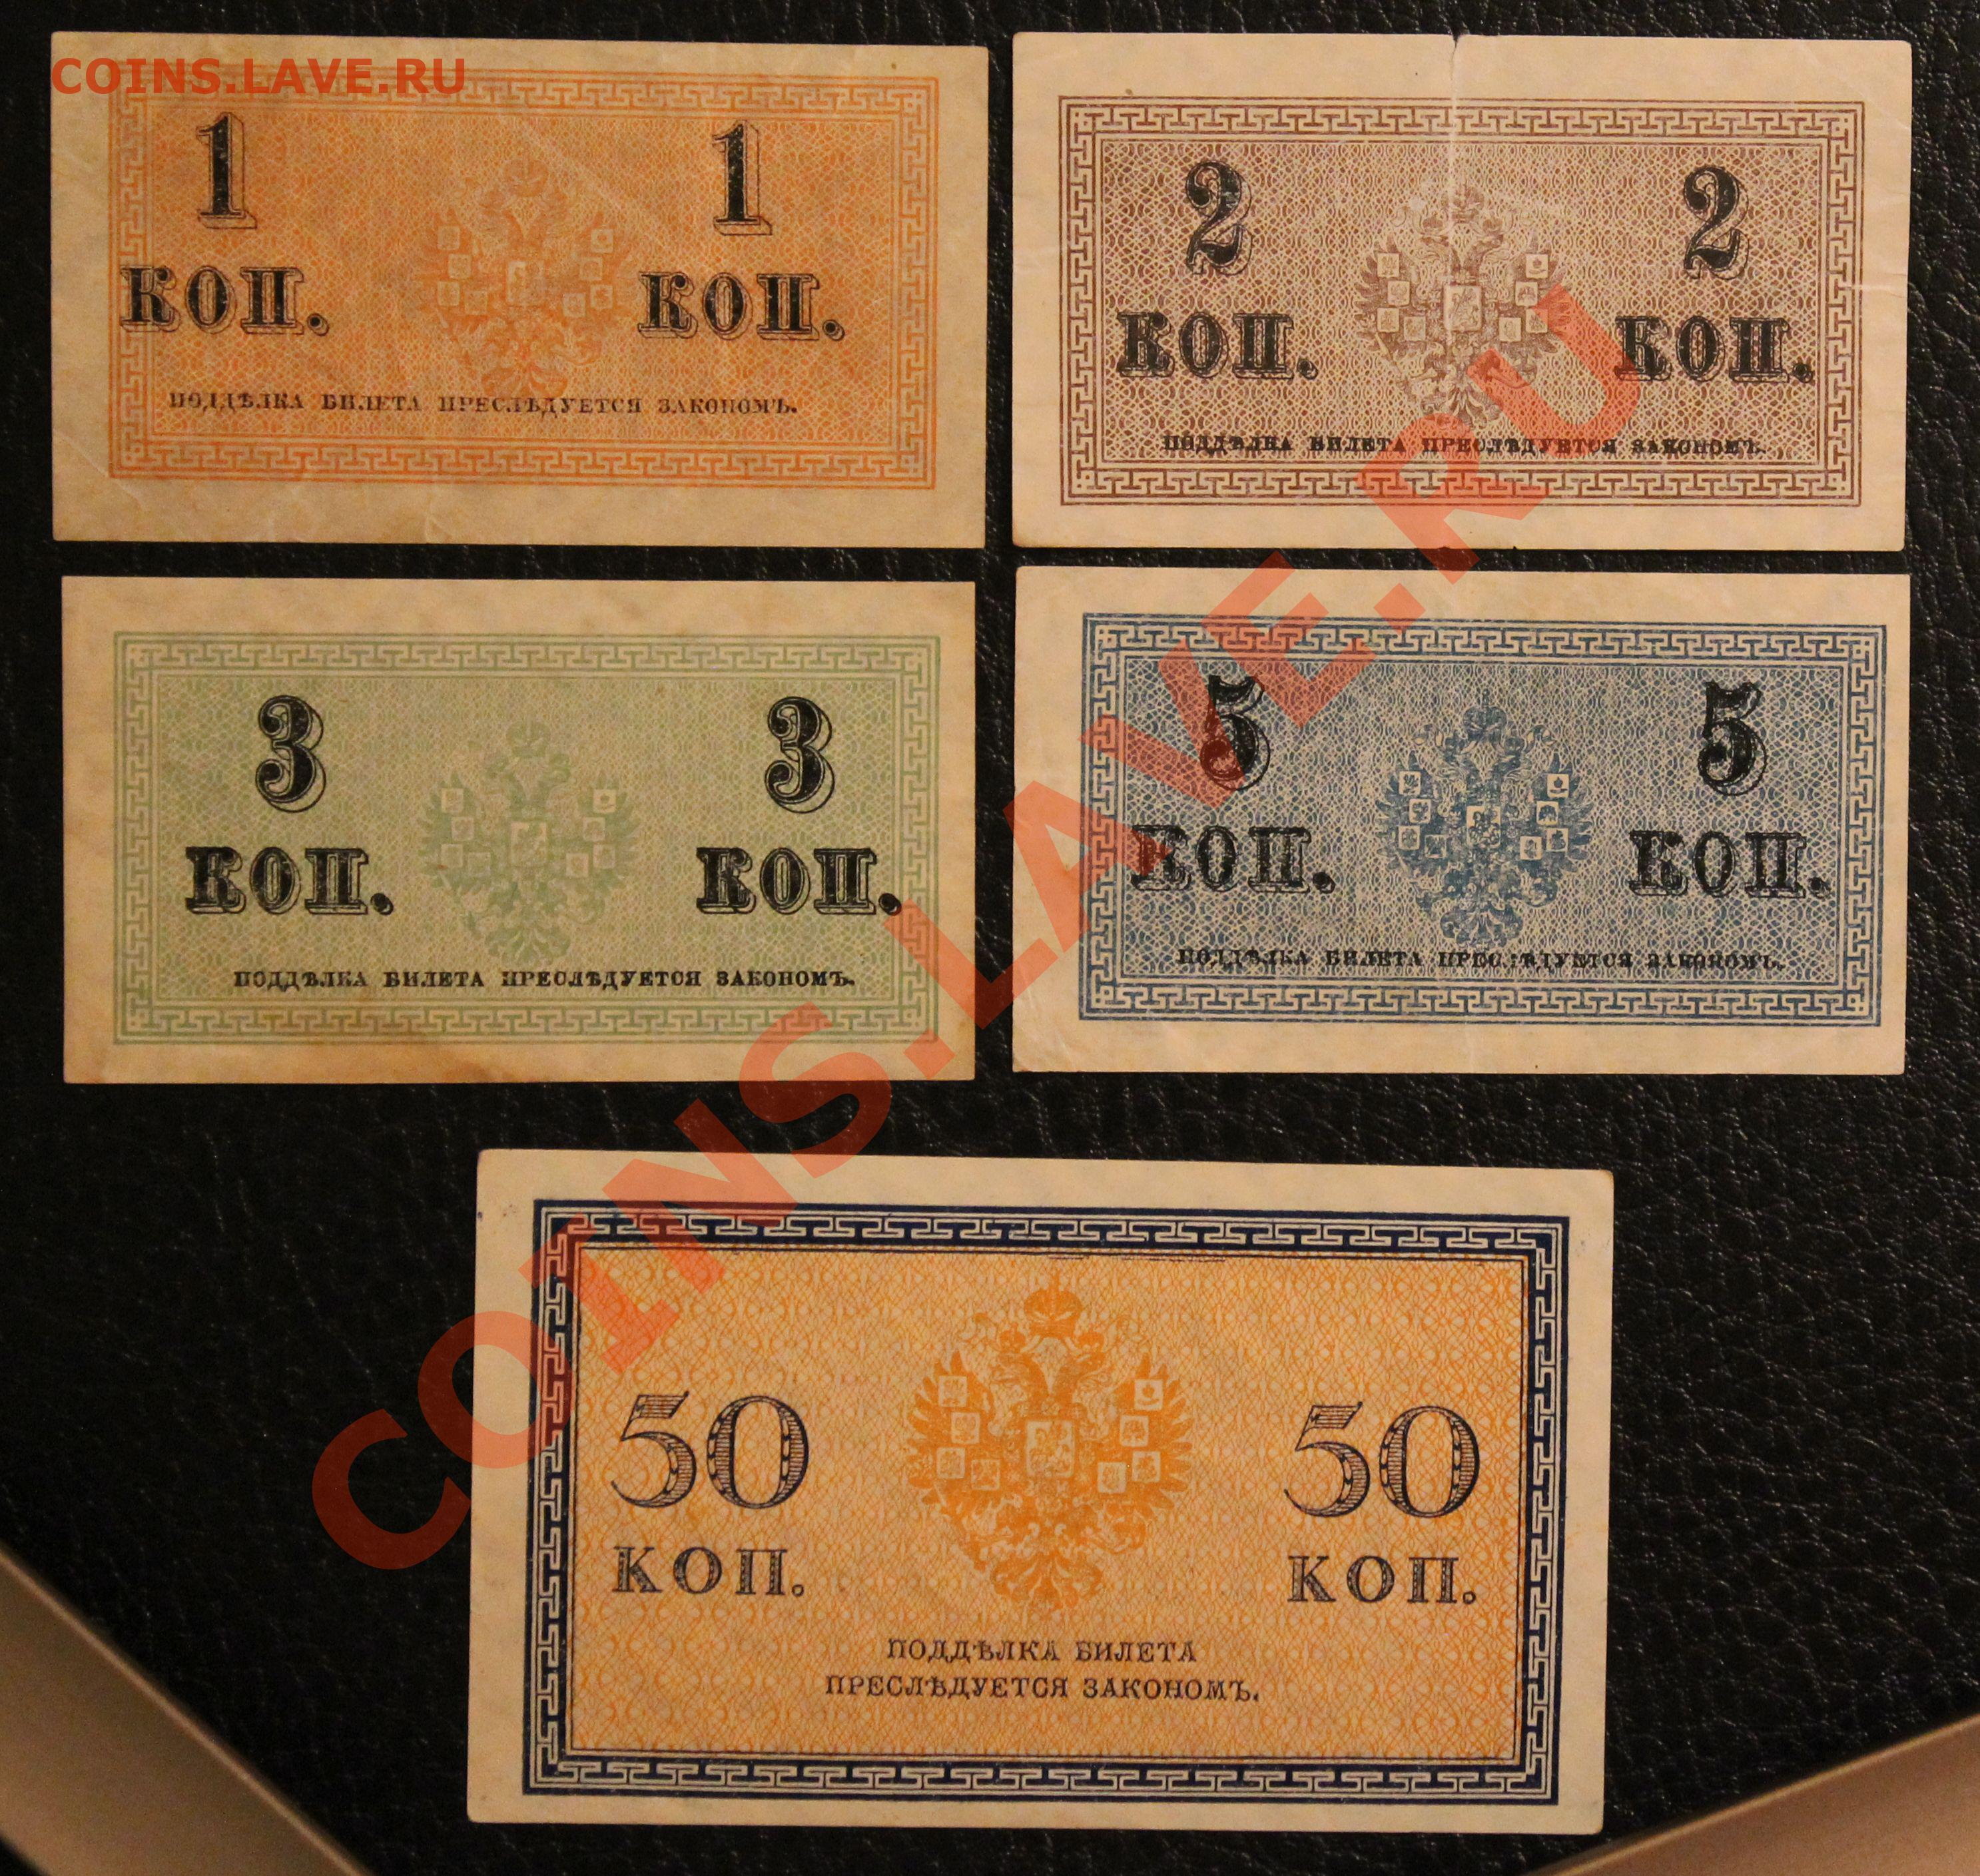 COINS.LAVE.RU
1 1
КОП. КОП.
ПОДДѢЛКА БИЛЕТА ПРЕСЛѢДУЕТСЯ ЗАКОНОМЪ.
2 2
КОП. КОП.
ПОДДѢЛКА БИЛЕТА ПРЕСЛѢДУЕТСЯ ЗАКОНОМЪ.
3 3
КОП. КОП.
ПОДДѢЛКА БИЛЕТА ПРЕСЛѢДУЕТСЯ ЗАКОНОМЪ.
5 5
КОП. КОП.
ПОДДѢЛКА БИЛЕТА ПРЕСЛѢДУЕТСЯ ЗАКОНОМЪ.
50 50
КОП. КОП.
ПОДДѢЛКА БИЛЕТА
ПРЕСЛѢДУЕТСЯ ЗАКОНОМЪ.
COINS.LAVE.RU